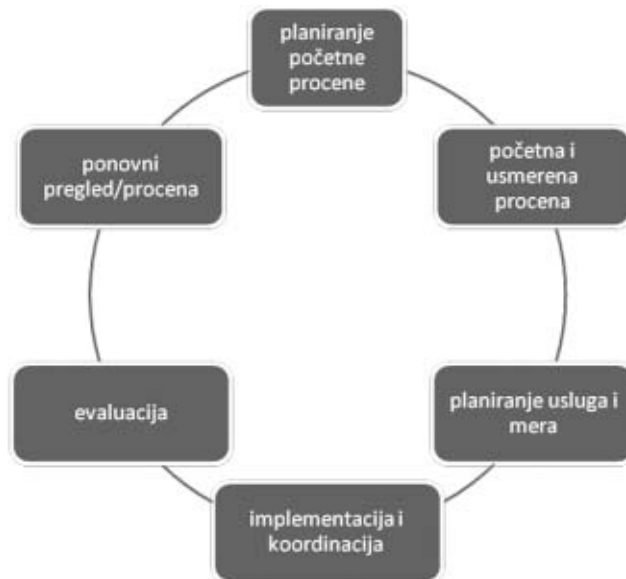 planiranje
početne
procene
početna i
usmerena
procena
planiranje usluga i
mera
implementacija i
koordinacija
evaluacija
ponovni
pregled/procena